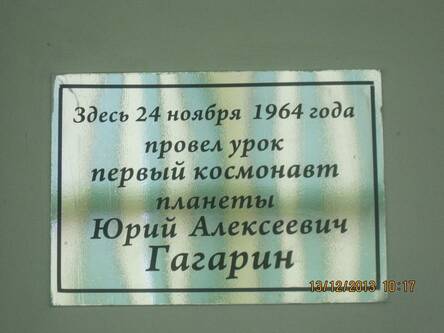 Здесь 24 ноября 1964 года
провел урок
первый космонавт
планеты
Юрий Алексеевич
Гагарин
13/12/2013 10:17